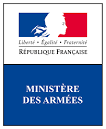 Liberté • Égalité • Fraternité
RÉPUBLIQUE FRANÇAISE
MINISTÈRE
DES ARMÉES